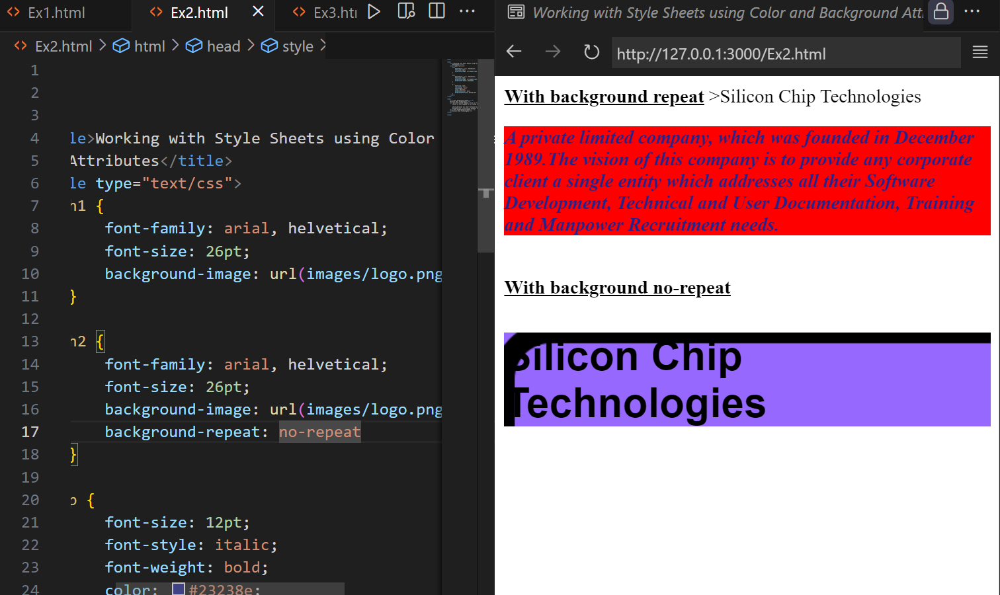 Ex1.html
Ex2.html
Ex3.ht
Ex2.html > html > head > style >
1
2
3
4 le>Working with Style Sheets using Color
5 Attributes</title>
6 le type="text/css">
7 h1 {
8 font-family: arial, helvetical;
9 font-size: 26pt;
10 background-image: url(images/logo.png
11 }
12
13 h2 {
14 font-family: arial, helvetical;
15 font-size: 26pt;
16 background-image: url(images/logo.png
17 background-repeat: no-repeat
18 }
19
20 p {
21 font-size: 12pt;
22 font-style: italic;
23 font-weight: bold;
24 color: #23238e;
Working with Style Sheets using Color and Background Att
http://127.0.0.1:3000/Ex2.html
With background repeat >Silicon Chip Technologies
A private limited company, which was founded in December
1989.The vision of this company is to provide any corporate
client a single entity which addresses all their Software
Development, Technical and User Documentation, Training
and Manpower Recruitment needs.
With background no-repeat
Silicon Chip
Technologies